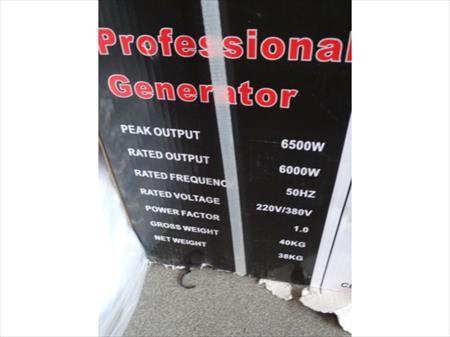 Professional
Generator
PEAK OUTPUT 6500W
RATED OUTPUT 6000W
RATED FREQUENC 50HZ
RATED VOLTAGE 220V/380V
POWER FACTOR 1.0
GROSS WEIGHT 40KG
NET WEIGHT 38KG